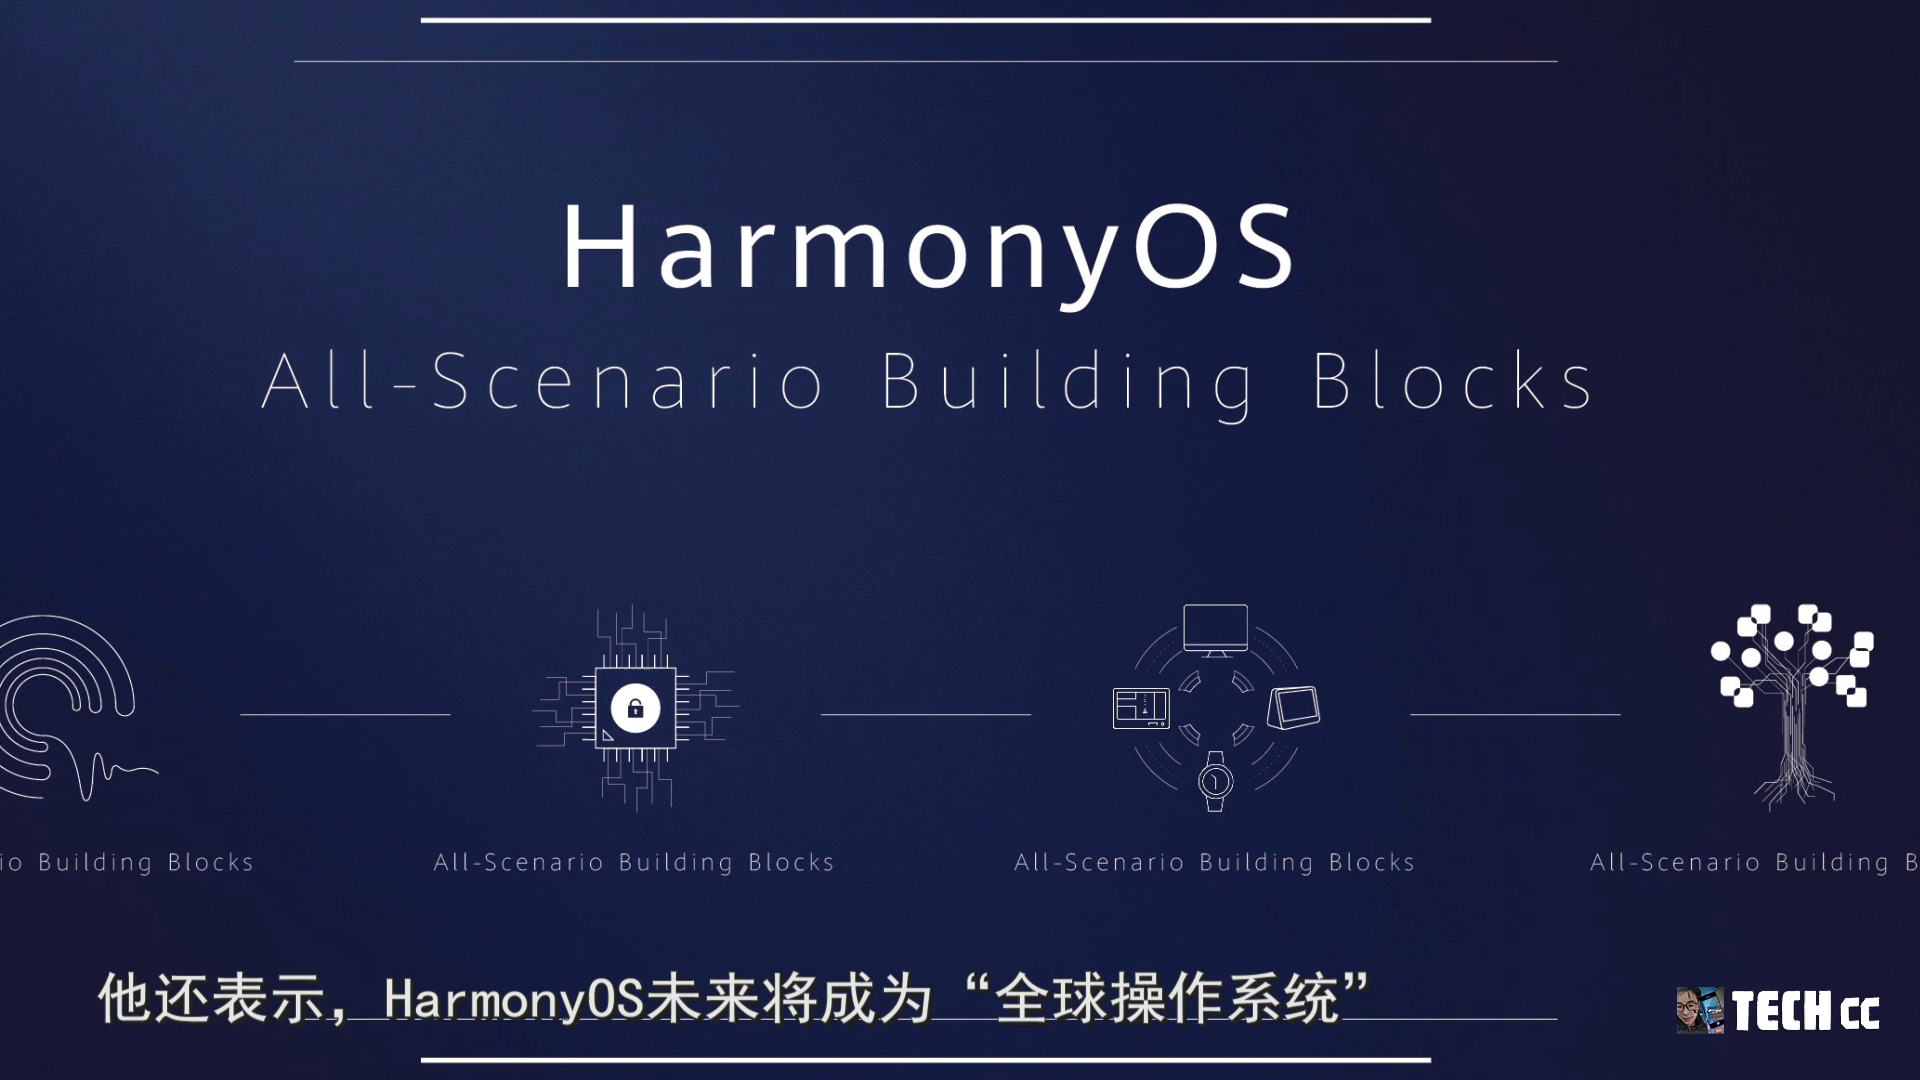 HarmonyOS
All-Scenario Building Blocks
io Building Blocks
All-Scenario Building Blocks
All-Scenario Building Blocks
All-Scenario Building B
他还表示，HarmonyOS未来将成为“全球操作系统”
TECH CC